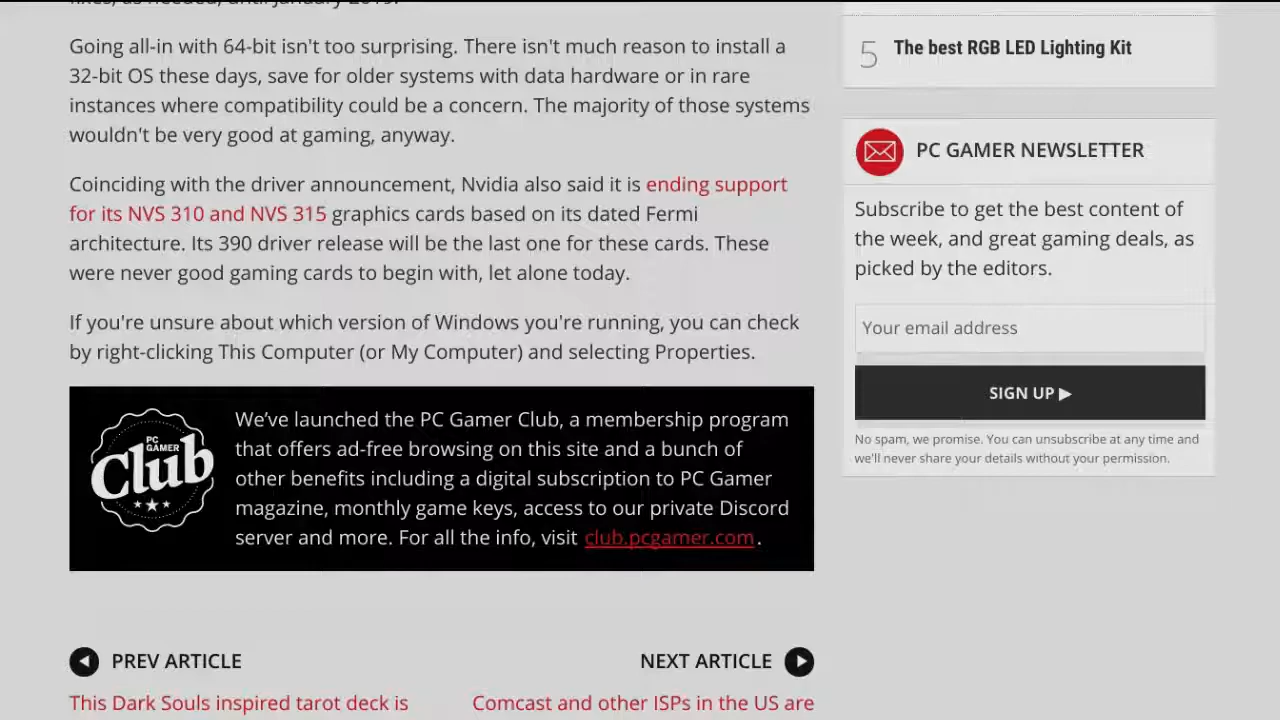 fixes, as needed, until January 2019.
Going all-in with 64-bit isn't too surprising. There isn't much reason to install a
32-bit OS these days, save for older systems with data hardware or in rare
instances where compatibility could be a concern. The majority of those systems
wouldn't be very good at gaming, anyway.
Coinciding with the driver announcement, Nvidia also said it is ending support
for its NVS 310 and NVS 315 graphics cards based on its dated Fermi
architecture. Its 390 driver release will be the last one for these cards. These
were never good gaming cards to begin with, let alone today.
If you're unsure about which version of Windows you're running, you can check
by right-clicking This Computer (or My Computer) and selecting Properties.
PC
GAMER
Club
We’ve launched the PC Gamer Club, a membership program
that offers ad-free browsing on this site and a bunch of
other benefits including a digital subscription to PC Gamer
magazine, monthly game keys, access to our private Discord
server and more. For all the info, visit club.pcgamer.com.
PREV ARTICLE
This Dark Souls inspired tarot deck is
NEXT ARTICLE
Comcast and other ISPs in the US are
5 The best RGB LED Lighting Kit
PC GAMER NEWSLETTER
Subscribe to get the best content of
the week, and great gaming deals, as
picked by the editors.
Your email address
SIGN UP ▶
No spam, we promise. You can unsubscribe at any time and
we'll never share your details without your permission.